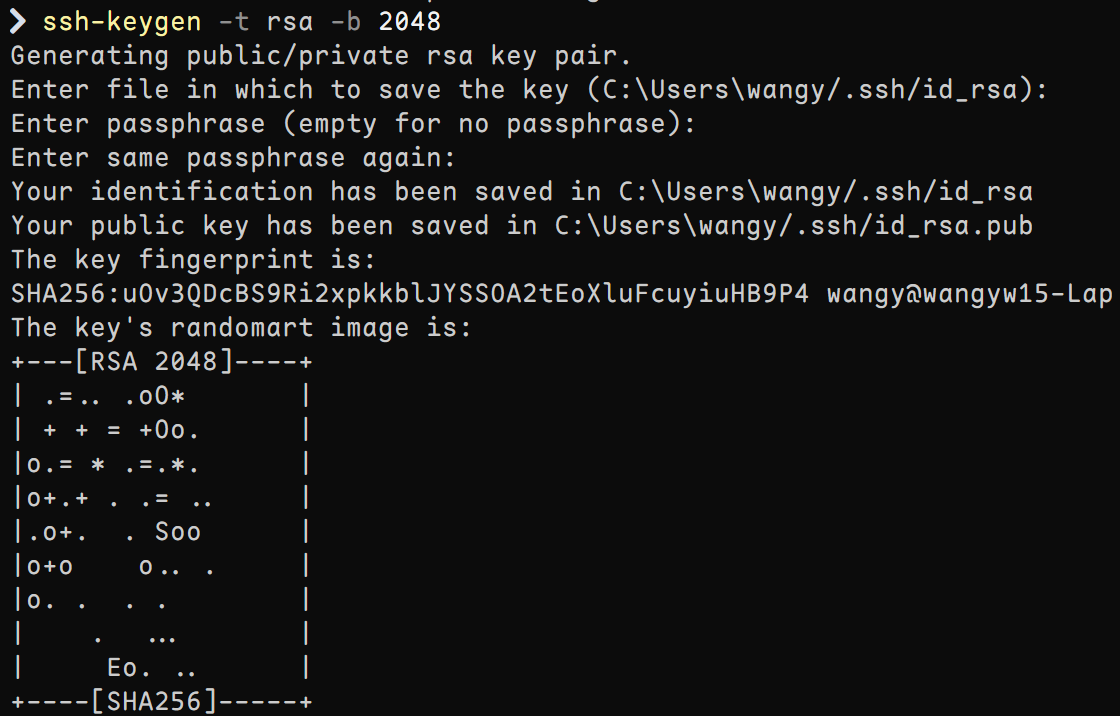 ❯ ssh-keygen -t rsa -b 2048
Generating public/private rsa key pair.
Enter file in which to save the key (C:\Users\wangy/.ssh/id_rsa):
Enter passphrase (empty for no passphrase):
Enter same passphrase again:
Your identification has been saved in C:\Users\wangy/.ssh/id_rsa
Your public key has been saved in C:\Users\wangy/.ssh/id_rsa.pub
The key fingerprint is:
SHA256:uOv3QDcBS9Ri2xpkkblJYSSOA2tEoXluFcuyiuHB9P4 wangy@wangyw15-Lap
The key's randomart image is:
+---[RSA 2048]----+
| .=.. .oO*       |
| + + = +Oo.      |
|o.= * .=.*.      |
|o+.+ . .= ..     |
|.o+.  . Soo      |
|o+o    o.. .     |
|o. .  . .        |
|    .   ...      |
|     Eo. ..      |
+----[SHA256]-----+